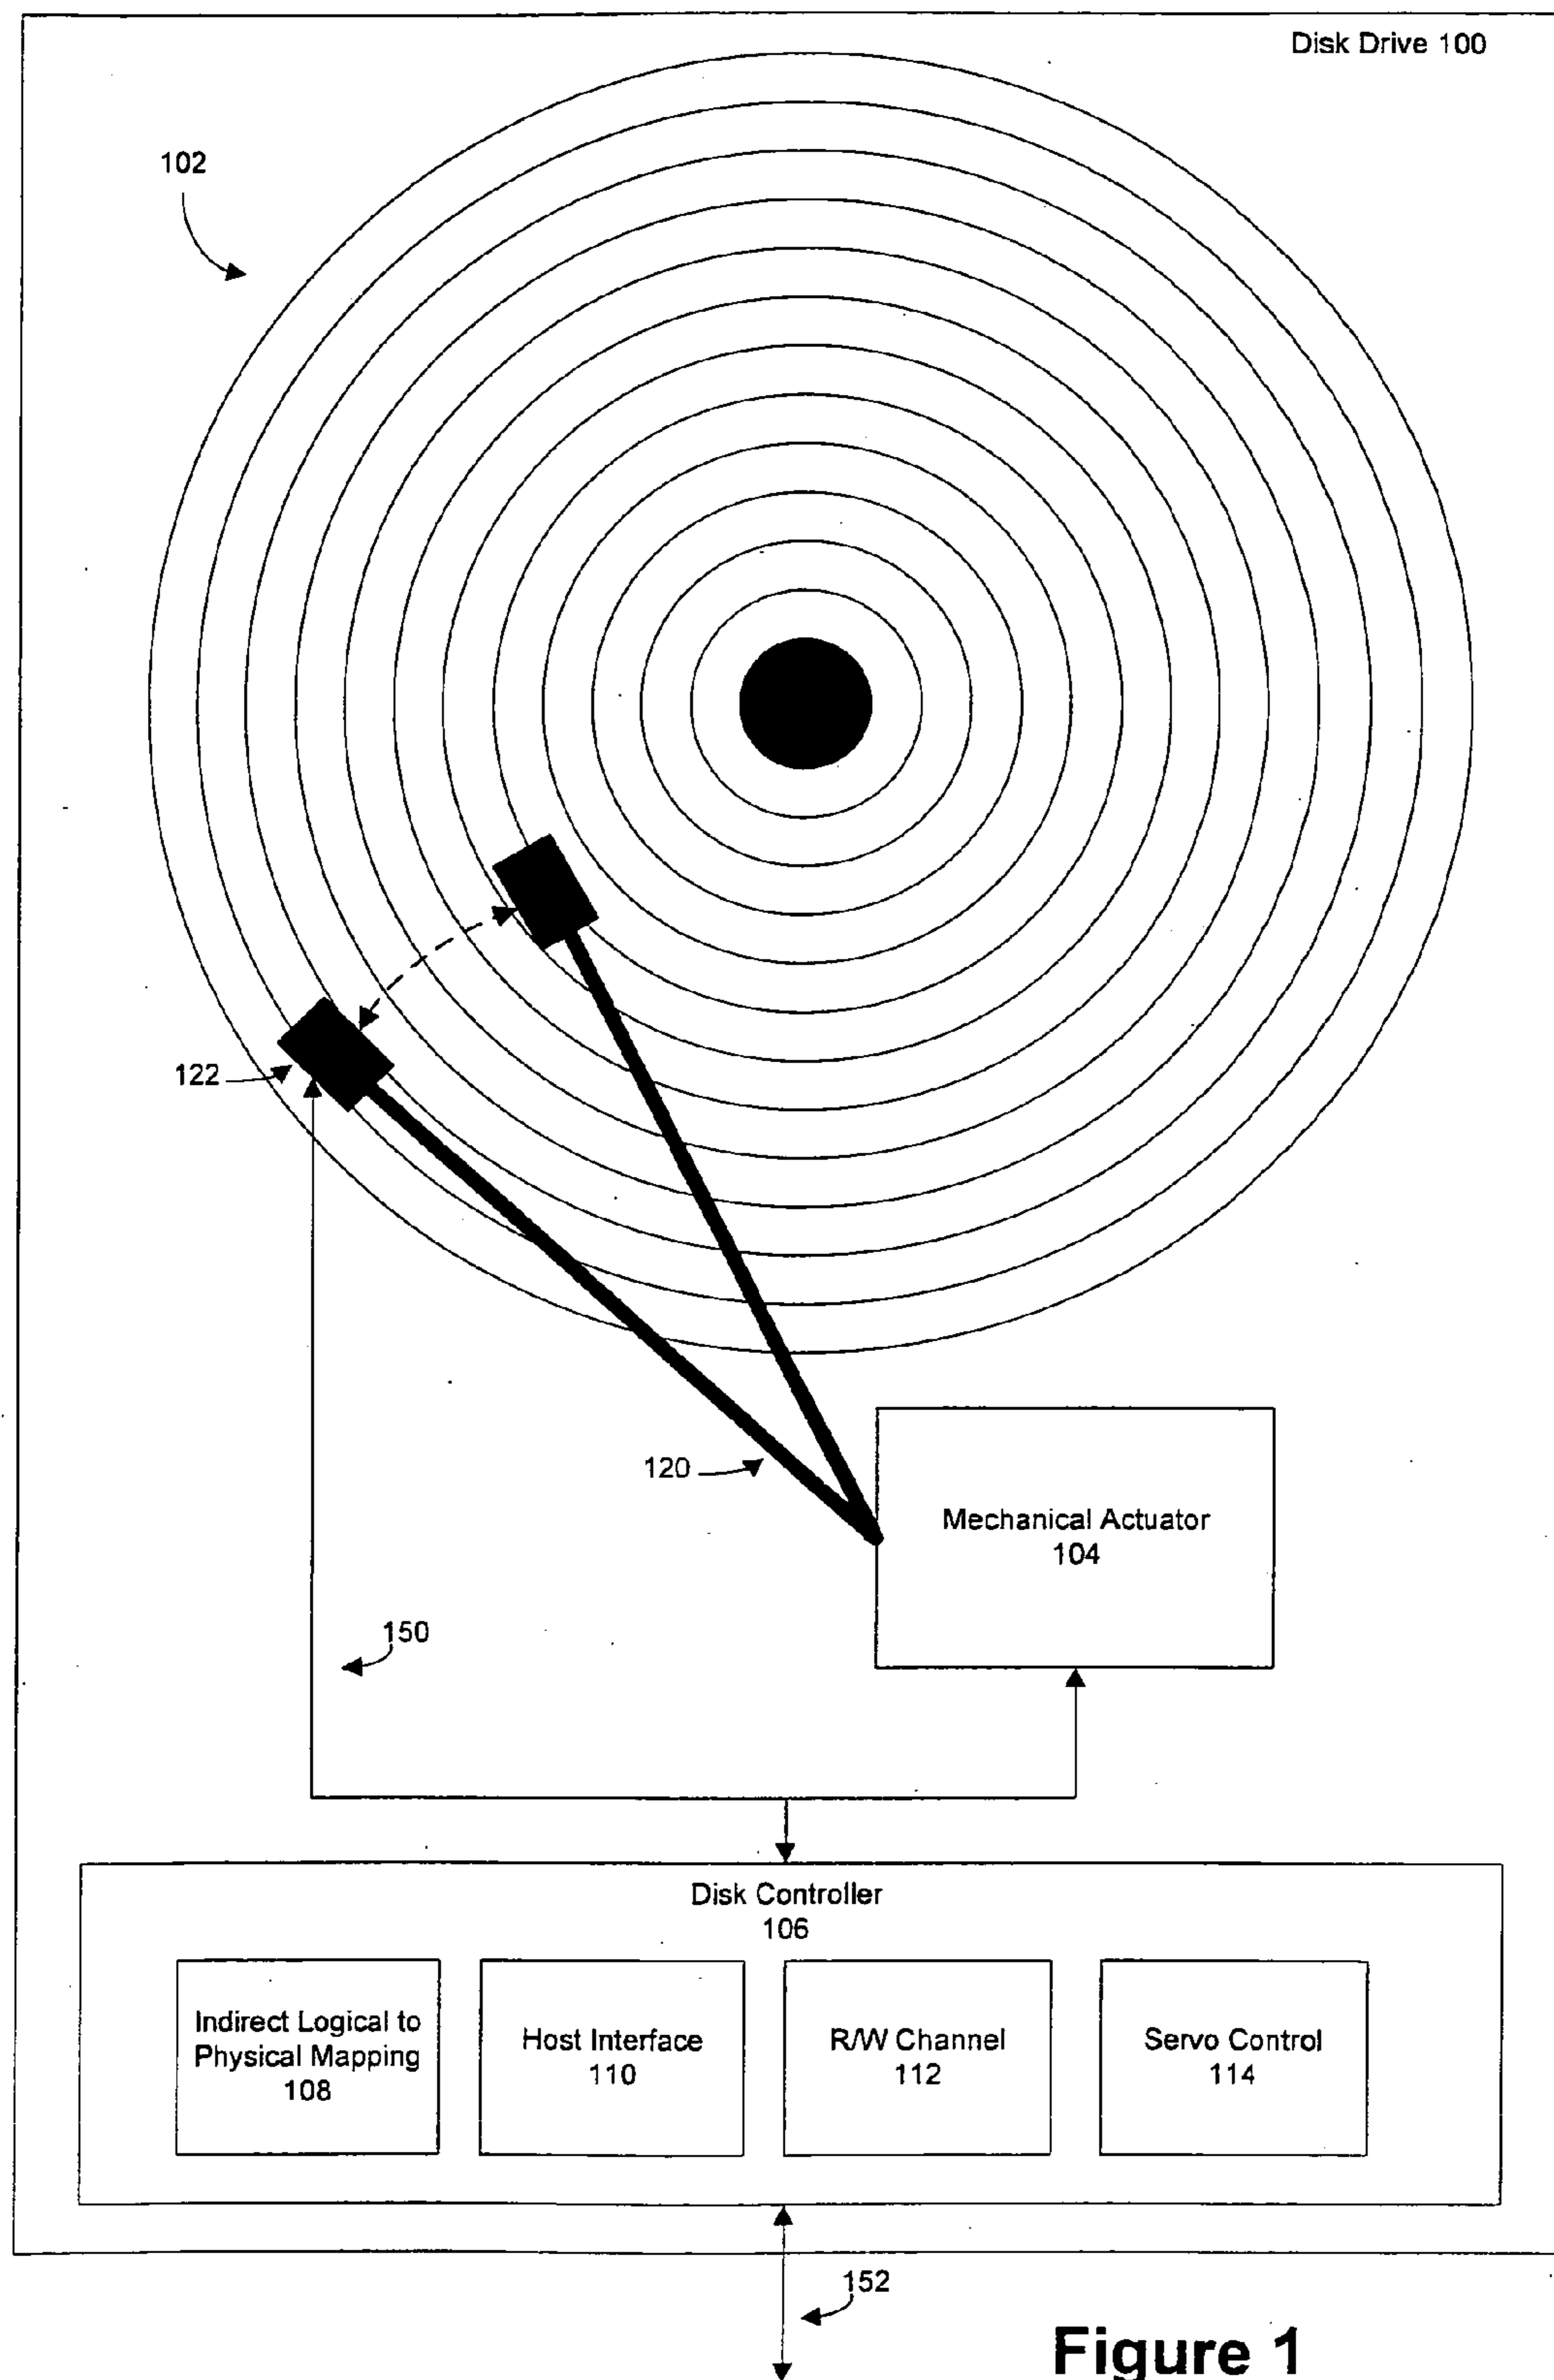 Disk Drive 100
102
122
120
Mechanical Actuator
104
150
Disk Controller
106
Indirect Logical to
Physical Mapping
108
Host Interface
110
R/W Channel
112
Servo Control
114
152
Figure 1